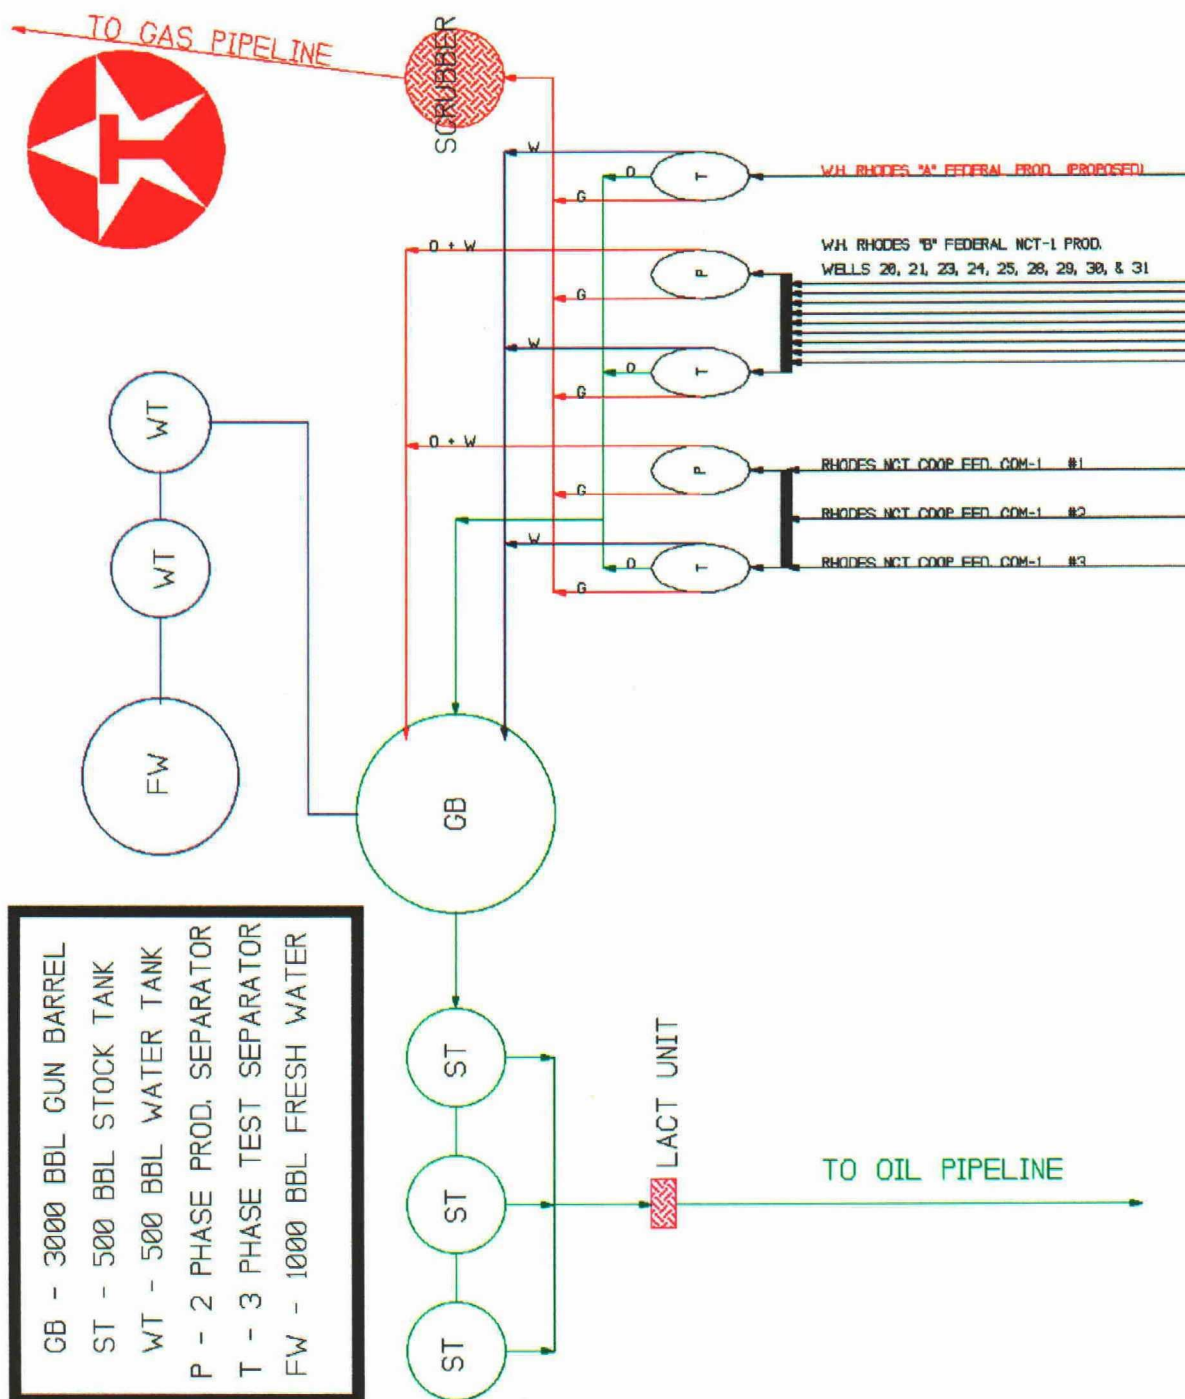 TO GAS PIPELINE
SCRUBBER
T
W
O
G
T
W.H. RHODES "A" FEDERAL PROD. (PROPOSED)
O + W
G
P
W.H. RHODES "B" FEDERAL NCT-1 PROD.
WELLS 20, 21, 23, 24, 25, 28, 29, 30, & 31
W
O
G
T
O + W
G
P
RHODES NCT COOP FED. COM-1 #1
RHODES NCT COOP FED. COM-1 #2
W
O
G
T
RHODES NCT COOP FED. COM-1 #3
WT
WT
FW
GB
GB - 3000 BBL GUN BARREL
ST - 500 BBL STOCK TANK
WT - 500 BBL WATER TANK
P - 2 PHASE PROD. SEPARATOR
T - 3 PHASE TEST SEPARATOR
FW - 1000 BBL FRESH WATER
ST
ST
ST
LACT UNIT
TO OIL PIPELINE